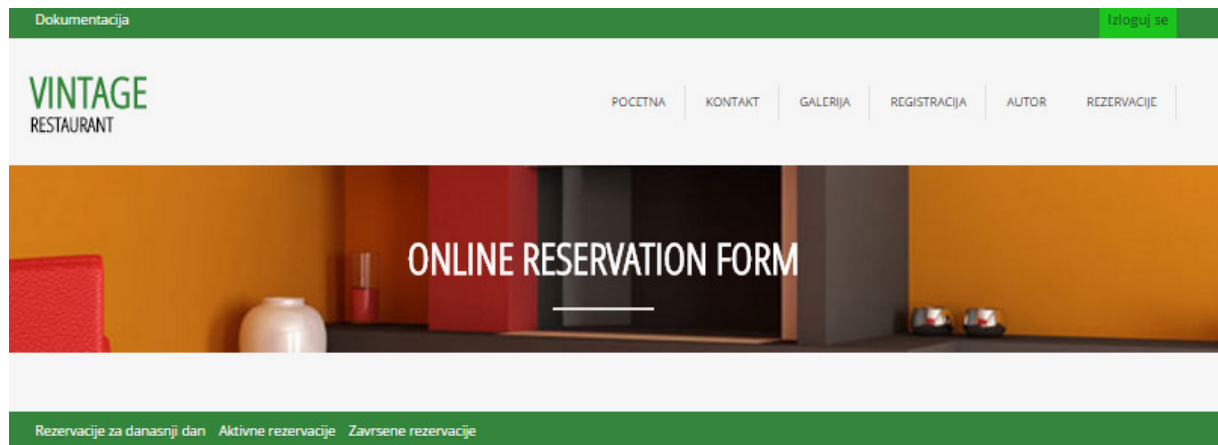 Dokumentacija
Izloguj se
VINTAGE
RESTAURANT
POCETNA KONTAKT GALERIJA REGISTRACIJA AUTOR REZERVACIJE
ONLINE RESERVATION FORM
Rezervacije za danasnji dan Aktivne rezervacije Zavrsene rezervacije